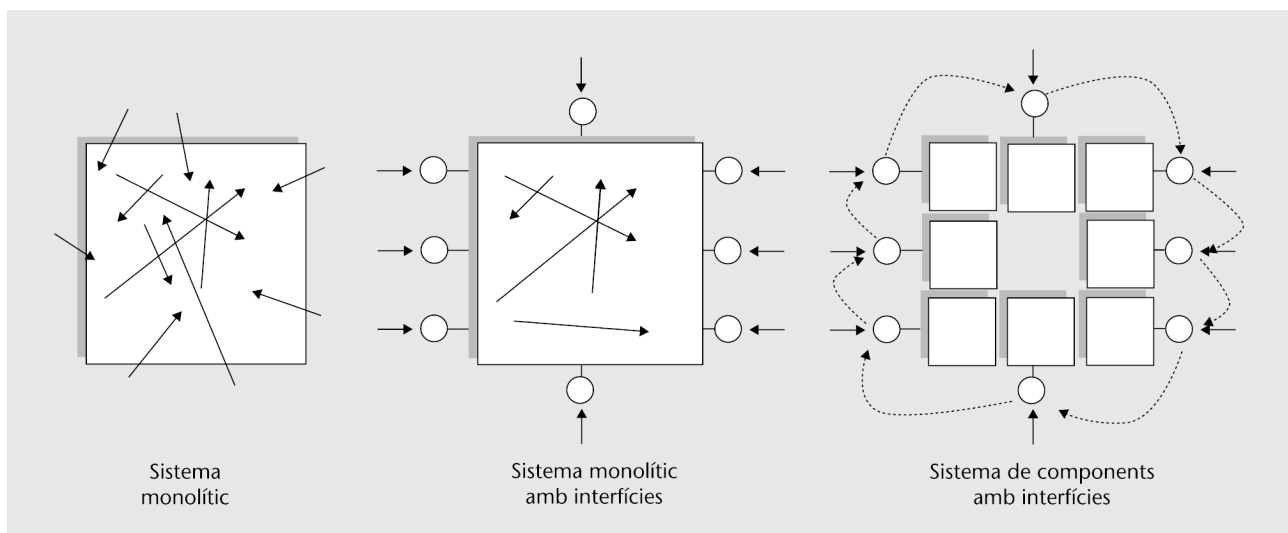 Sistema
monolític
Sistema monolític
amb interfícies
Sistema de components
amb interfícies